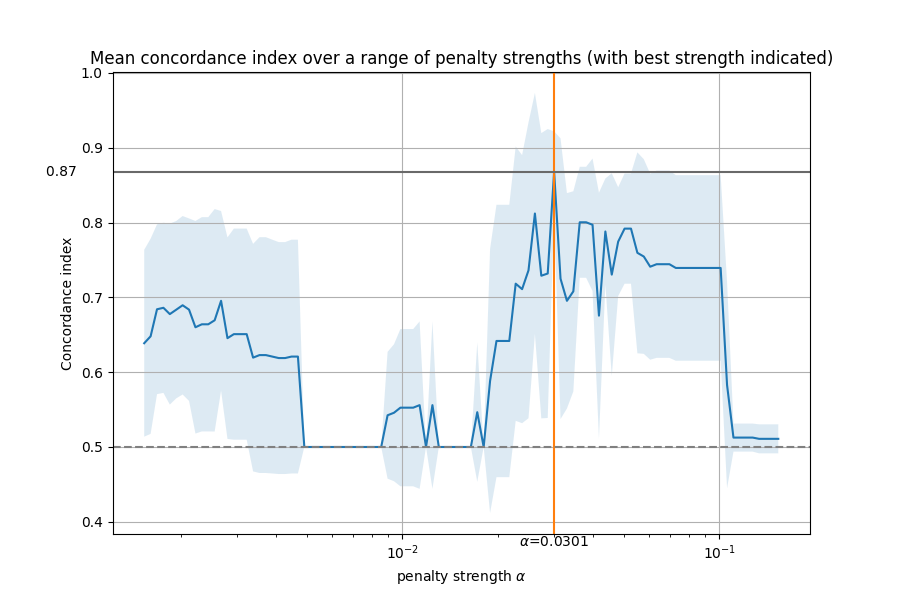 Mean concordance index over a range of penalty strengths (with best strength indicated)
1.0
0.9
0.87
0.8
0.7
0.6
0.5
0.4
Concordance index
α=0.0301
10⁻² 10⁻¹
penalty strength α